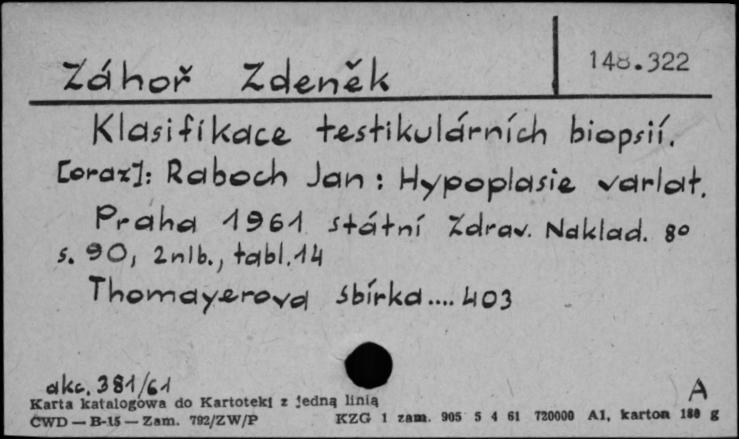 Záhoř Zdeněk
148.322
Klasifikace testikulárních biopsií.
[oraz]: Raboch Jan: Hypoplasie varlat.
Praha 1961 státní Zdrav. Naklad. 8º
s. 90, 2nlb., tabl.14
Thomayerova sbírka.... 403
akc. 381/61
A
Karta katalogowa do Kartoteki z jedną linią
CWD — B-15 — Zam. 792/ZW/P
KZG 1 zam. 905 5 4 61 720000 A1, karton 180 g